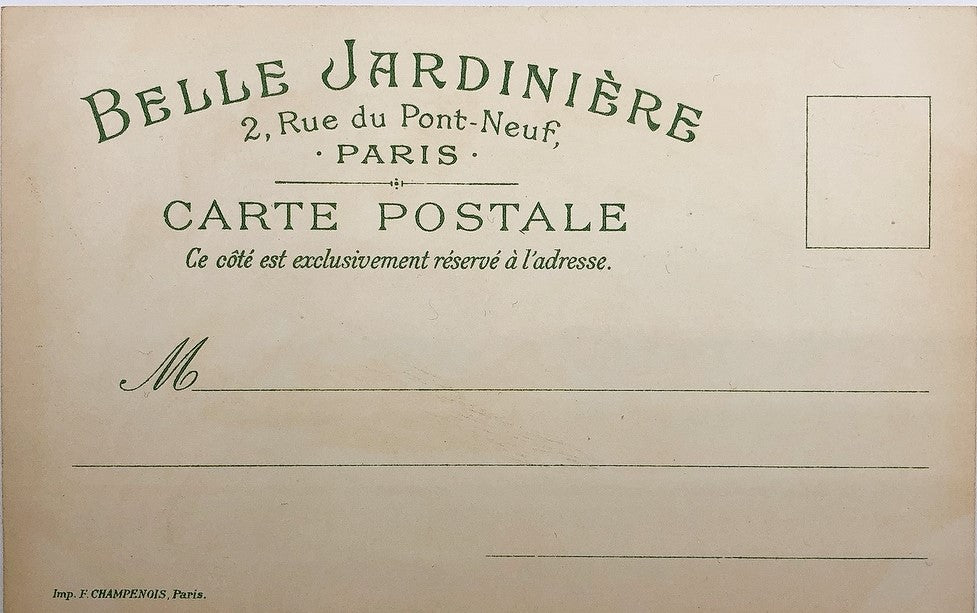 BELLE JARDINIÈRE
2, Rue du Pont-Neuf,
· PARIS ·
CARTE POSTALE
Ce côté est exclusivement réservé à l'adresse.
M
Imp. F. CHAMPENOIS, Paris.